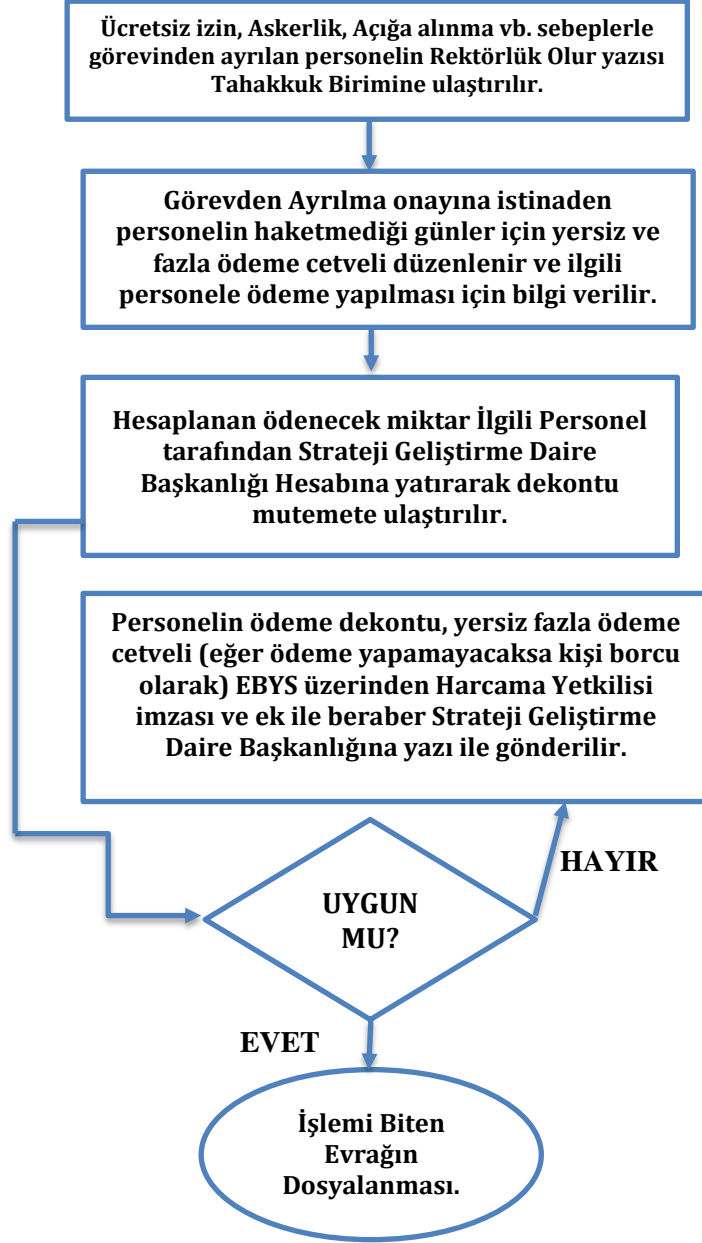 Ücretsiz izin, Askerlik, Açığa alınma vb. sebeplerle
görevinden ayrılan personelin Rektörlük Olur yazısı
Tahakkuk Birimine ulaştırılır.
Görevden Ayrılma onayına istinaden
personelin haketmediği günler için yersiz ve
fazla ödeme cetveli düzenlenir ve ilgili
personele ödeme yapılması için bilgi verilir.
Hesaplanan ödenecek miktar İlgili Personel
tarafından Strateji Geliştirme Daire
Başkanlığı Hesabına yatırarak dekontu
mutemete ulaştırılır.
Personelin ödeme dekontu, yersiz fazla ödeme
cetveli (eğer ödeme yapamayacaksa kişi borcu
olarak) EBYS üzerinden Harcama Yetkilisi
imzası ve ek ile beraber Strateji Geliştirme
Daire Başkanlığına yazı ile gönderilir.
HAYIR
UYGUN
MU?
EVET
İşlemi Biten
Evrağın
Dosyalanması.